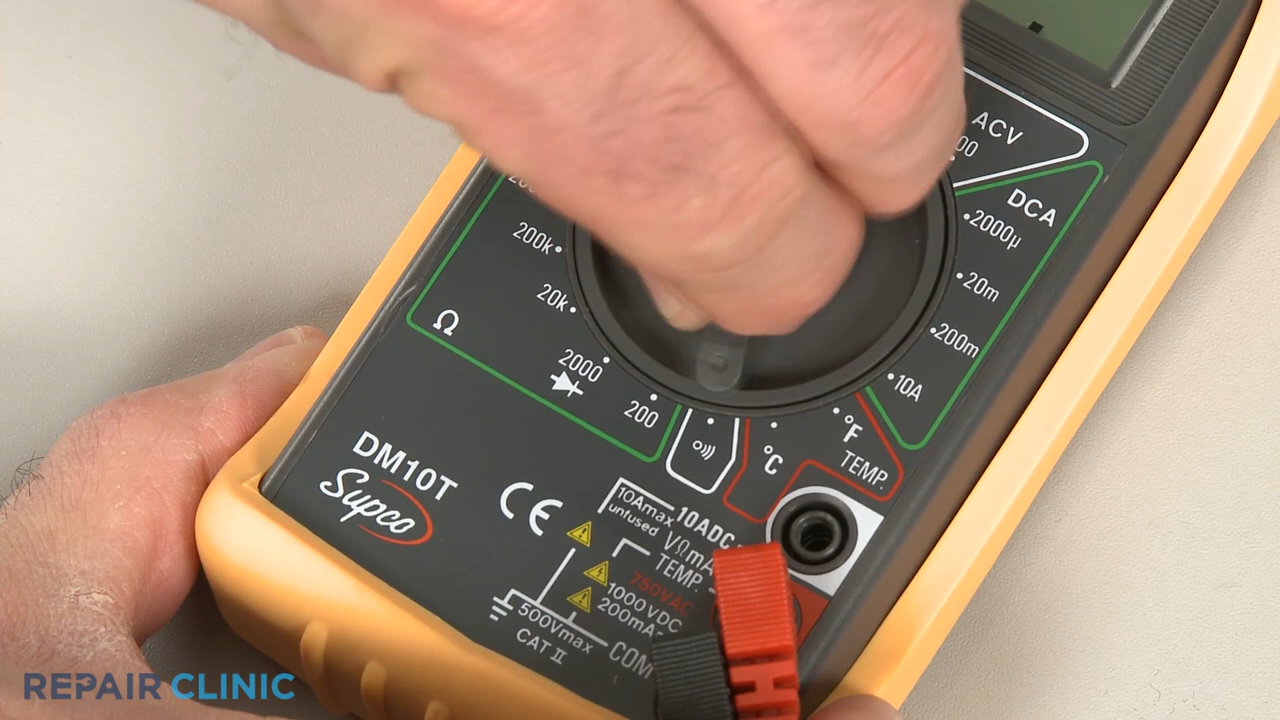 ACV
00
DCA
2000µ
20m
200m
10A
200k
20k
Ω
2000
200
°F
°C
TEMP.
DM10T
Supco
CE
10Amax
unfused
10ADC
VΩmA
TEMP.
750VAC
1000VDC
200mA
500Vmax
CAT II
COM
REPAIR CLINIC